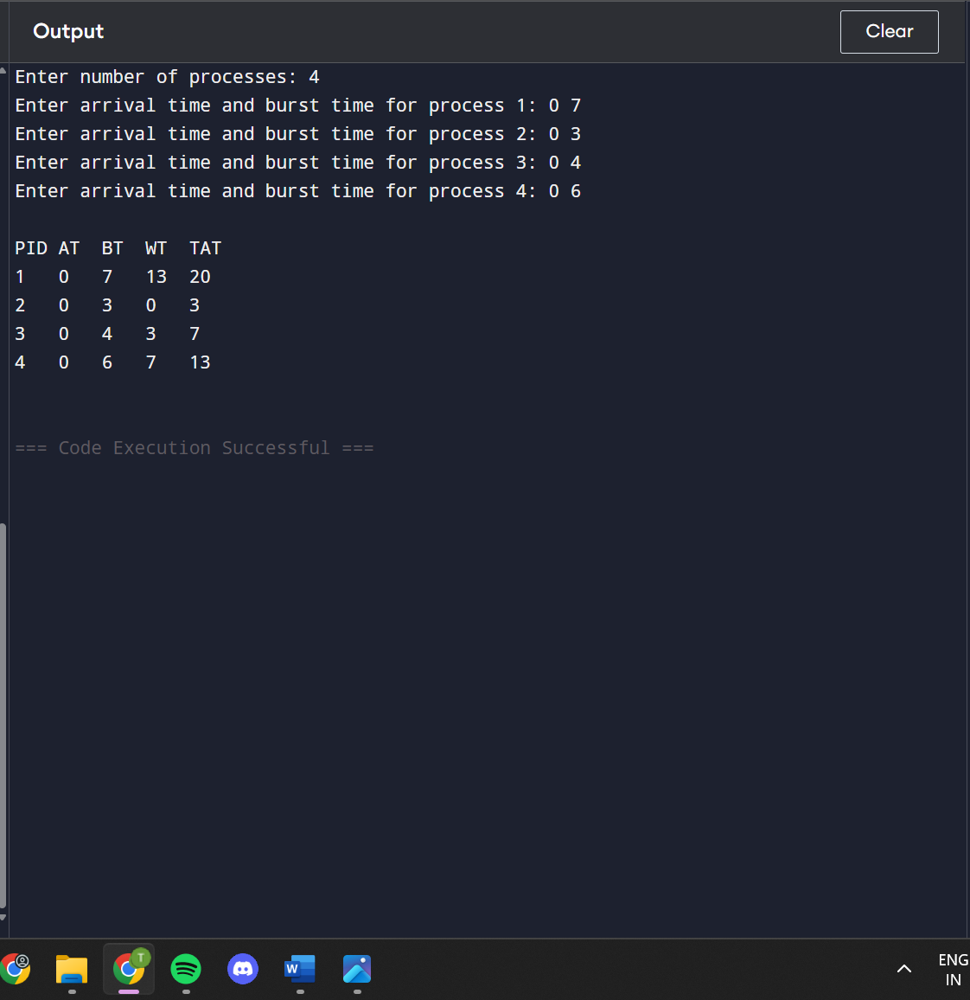 Output
Clear
Enter number of processes: 4
Enter arrival time and burst time for process 1: 0 7
Enter arrival time and burst time for process 2: 0 3
Enter arrival time and burst time for process 3: 0 4
Enter arrival time and burst time for process 4: 0 6
PID AT BT WT TAT
1 0 7 13 20
2 0 3 0 3
3 0 4 3 7
4 0 6 7 13
=== Code Execution Successful ===
T
W
ENG
IN